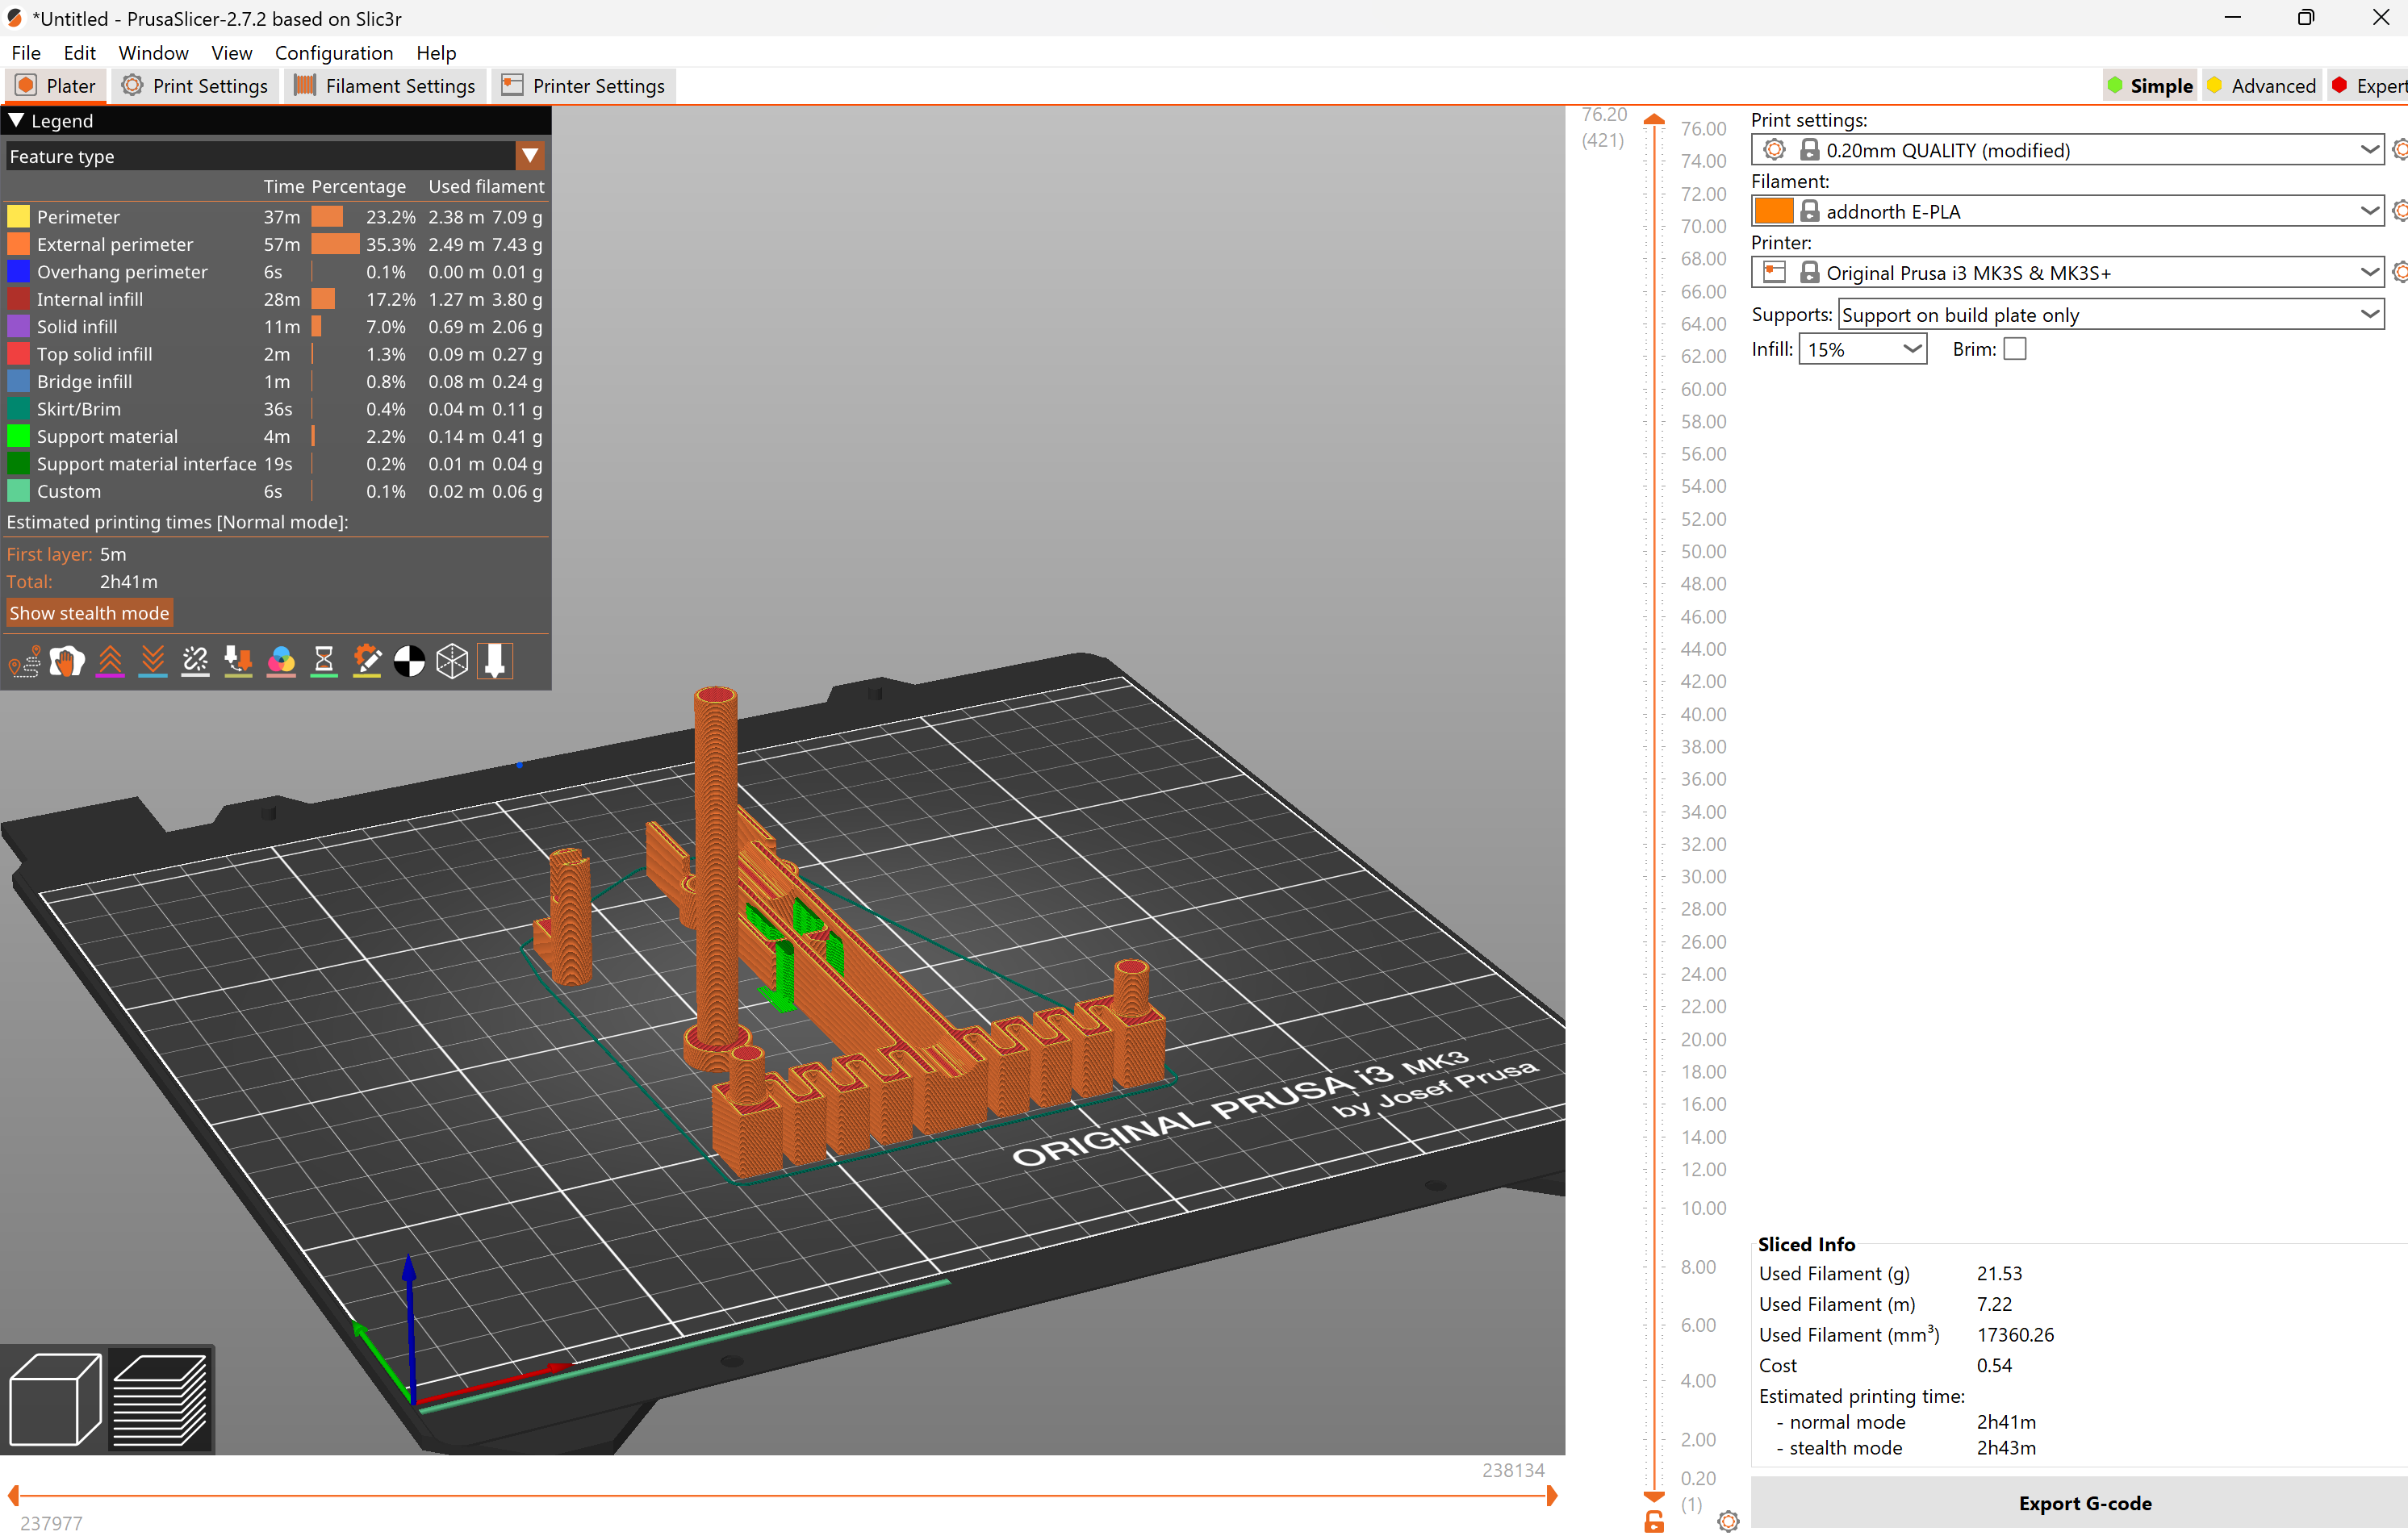 *Untitled - PrusaSlicer-2.7.2 based on Slic3r
File Edit Window View Configuration Help
Plater Print Settings Filament Settings Printer Settings Simple Advanced Expert
Legend
Feature type
Time Percentage Used filament
Perimeter 37m 23.2% 2.38 m 7.09 g
External perimeter 57m 35.3% 2.49 m 7.43 g
Overhang perimeter 6s 0.1% 0.00 m 0.01 g
Internal infill 28m 17.2% 1.27 m 3.80 g
Solid infill 11m 7.0% 0.69 m 2.06 g
Top solid infill 2m 1.3% 0.09 m 0.27 g
Bridge infill 1m 0.8% 0.08 m 0.24 g
Skirt/Brim 36s 0.4% 0.04 m 0.11 g
Support material 4m 2.2% 0.14 m 0.41 g
Support material interface 19s 0.2% 0.01 m 0.04 g
Custom 6s 0.1% 0.02 m 0.06 g
Estimated printing times [Normal mode]:
First layer: 5m
Total: 2h41m
Show stealth mode
ORIGINAL PRUSA i3 MK3
by Josef Prusa
238134
237977
76.20
(421)
76.00
74.00
72.00
70.00
68.00
66.00
64.00
62.00
60.00
58.00
56.00
54.00
52.00
50.00
48.00
46.00
44.00
42.00
40.00
38.00
36.00
34.00
32.00
30.00
28.00
26.00
24.00
22.00
20.00
18.00
16.00
14.00
12.00
10.00
8.00
6.00
4.00
2.00
0.20
(1)
Print settings:
0.20mm QUALITY (modified)
Filament:
addnorth E-PLA
Printer:
Original Prusa i3 MK3S & MK3S+
Supports: Support on build plate only
Infill: 15% Brim:
Sliced Info
Used Filament (g) 21.53
Used Filament (m) 7.22
Used Filament (mm³) 17360.26
Cost 0.54
Estimated printing time:
- normal mode 2h41m
- stealth mode 2h43m
Export G-code